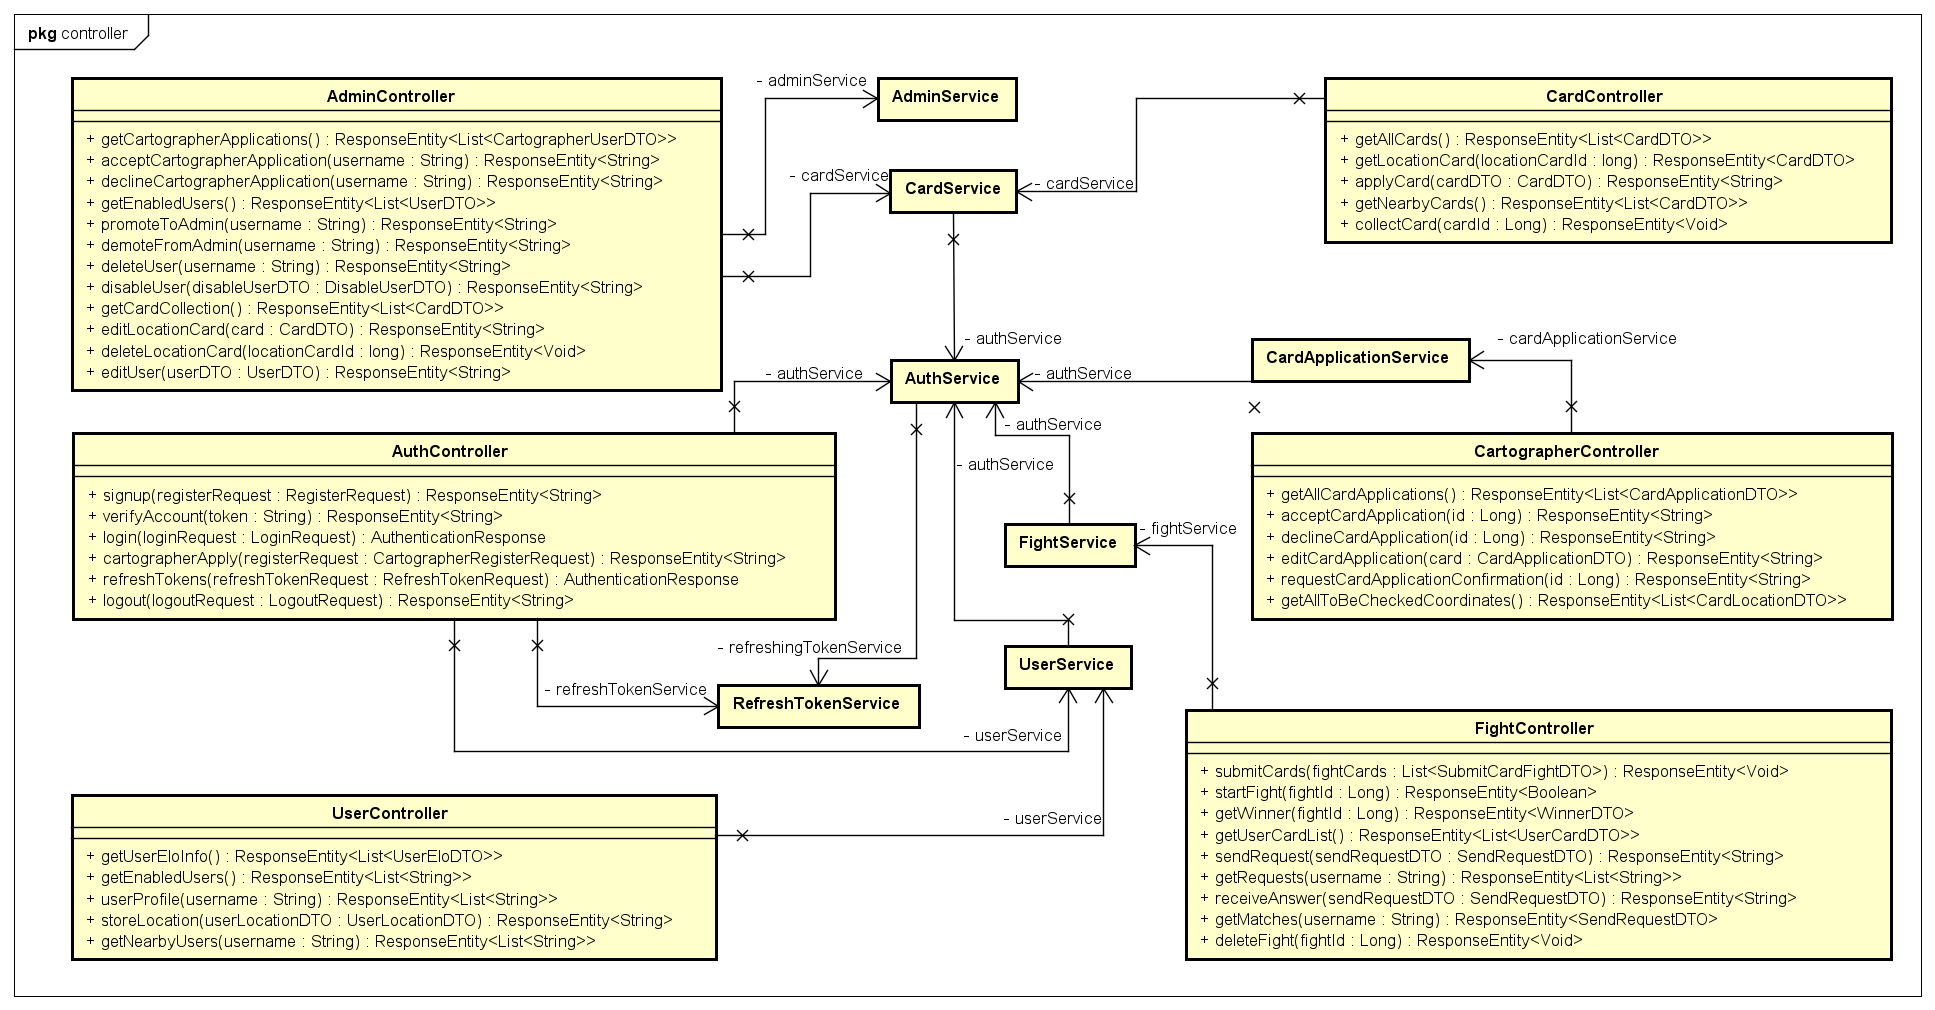 pkg controller
AdminController
+ getCartographerApplications() : ResponseEntity<List<CartographerUserDTO>>
+ acceptCartographerApplication(username : String) : ResponseEntity<String>
+ declineCartographerApplication(username : String) : ResponseEntity<String>
+ getEnabledUsers() : ResponseEntity<List<UserDTO>>
+ promoteToAdmin(username : String) : ResponseEntity<String>
+ demoteFromAdmin(username : String) : ResponseEntity<String>
+ deleteUser(username : String) : ResponseEntity<String>
+ disableUser(disableUserDTO : DisableUserDTO) : ResponseEntity<String>
+ getCardCollection() : ResponseEntity<List<CardDTO>>
+ editLocationCard(card : CardDTO) : ResponseEntity<String>
+ deleteLocationCard(locationCardId : long) : ResponseEntity<Void>
+ editUser(userDTO : UserDTO) : ResponseEntity<String>
- adminService
AdminService
- cardService
CardService
- cardService
CardController
+ getAllCards() : ResponseEntity<List<CardDTO>>
+ getLocationCard(locationCardId : long) : ResponseEntity<CardDTO>
+ applyCard(cardDTO : CardDTO) : ResponseEntity<String>
+ getNearbyCards() : ResponseEntity<List<CardDTO>>
+ collectCard(cardId : Long) : ResponseEntity<Void>
- authService
- authService
AuthService
- authService
CardApplicationService
- cardApplicationService
- authService
- authService
AuthController
+ signup(registerRequest : RegisterRequest) : ResponseEntity<String>
+ verifyAccount(token : String) : ResponseEntity<String>
+ login(loginRequest : LoginRequest) : AuthenticationResponse
+ cartographerApply(registerRequest : CartographerRegisterRequest) : ResponseEntity<String>
+ refreshTokens(refreshTokenRequest : RefreshTokenRequest) : AuthenticationResponse
+ logout(logoutRequest : LogoutRequest) : ResponseEntity<String>
CartographerController
+ getAllCardApplications() : ResponseEntity<List<CardApplicationDTO>>
+ acceptCardApplication(id : Long) : ResponseEntity<String>
+ declineCardApplication(id : Long) : ResponseEntity<String>
+ editCardApplication(card : CardApplicationDTO) : ResponseEntity<String>
+ requestCardApplicationConfirmation(id : Long) : ResponseEntity<String>
+ getAllToBeCheckedCoordinates() : ResponseEntity<List<CardLocationDTO>>
FightService
- fightService
- refreshingTokenService
UserService
- refreshTokenService
RefreshTokenService
- userService
- userService
UserController
+ getUserEloInfo() : ResponseEntity<List<UserEloDTO>>
+ getEnabledUsers() : ResponseEntity<List<String>>
+ userProfile(username : String) : ResponseEntity<List<String>>
+ storeLocation(userLocationDTO : UserLocationDTO) : ResponseEntity<String>
+ getNearbyUsers(username : String) : ResponseEntity<List<String>>
FightController
+ submitCards(fightCards : List<SubmitCardFightDTO>) : ResponseEntity<Void>
+ startFight(fightId : Long) : ResponseEntity<Boolean>
+ getWinner(fightId : Long) : ResponseEntity<WinnerDTO>
+ getUserCardList() : ResponseEntity<List<UserCardDTO>>
+ sendRequest(sendRequestDTO : SendRequestDTO) : ResponseEntity<String>
+ getRequests(username : String) : ResponseEntity<List<String>>
+ receiveAnswer(sendRequestDTO : SendRequestDTO) : ResponseEntity<String>
+ getMatches(username : String) : ResponseEntity<SendRequestDTO>
+ deleteFight(fightId : Long) : ResponseEntity<Void>